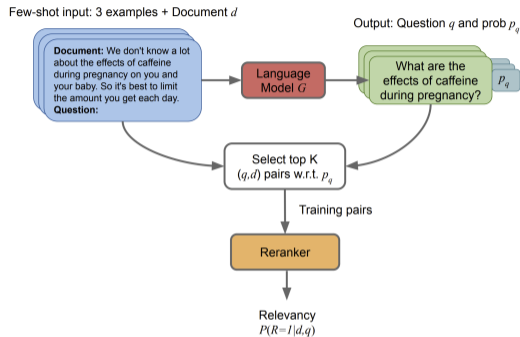 Few-shot input: 3 examples + Document d
Output: Question q and prob p_q
Document: We don't know a lot
about the effects of caffeine
during pregnancy on you and
your baby. So it's best to limit
the amount you get each day.
Question:
Language
Model G
What are the
effects of caffeine
during pregnancy?
p_q
Select top K
(q,d) pairs w.r.t. p_q
Training pairs
Reranker
Relevancy
P(R=1|d,q)